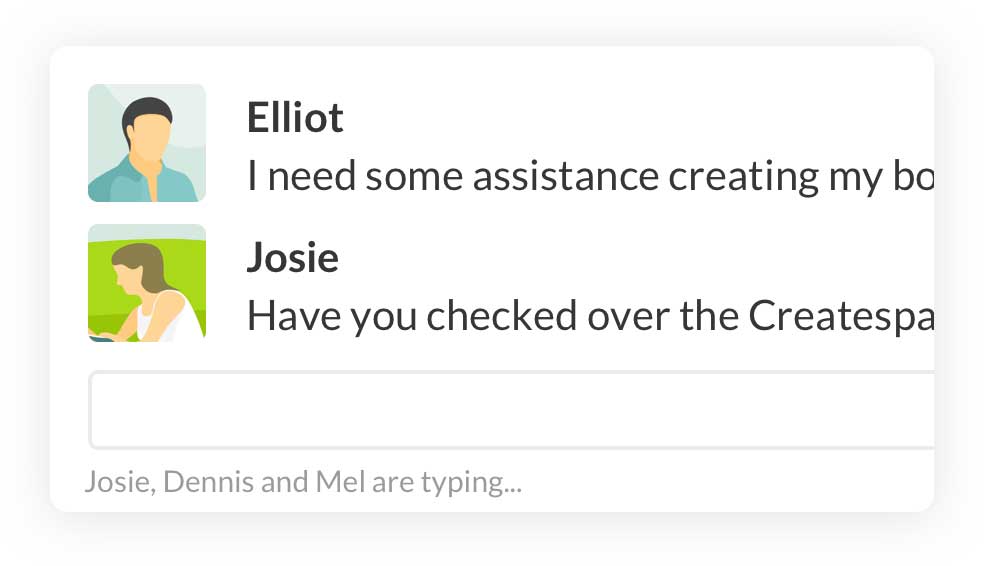 Elliot
I need some assistance creating my bo
Josie
Have you checked over the Createspa
Josie, Dennis and Mel are typing...